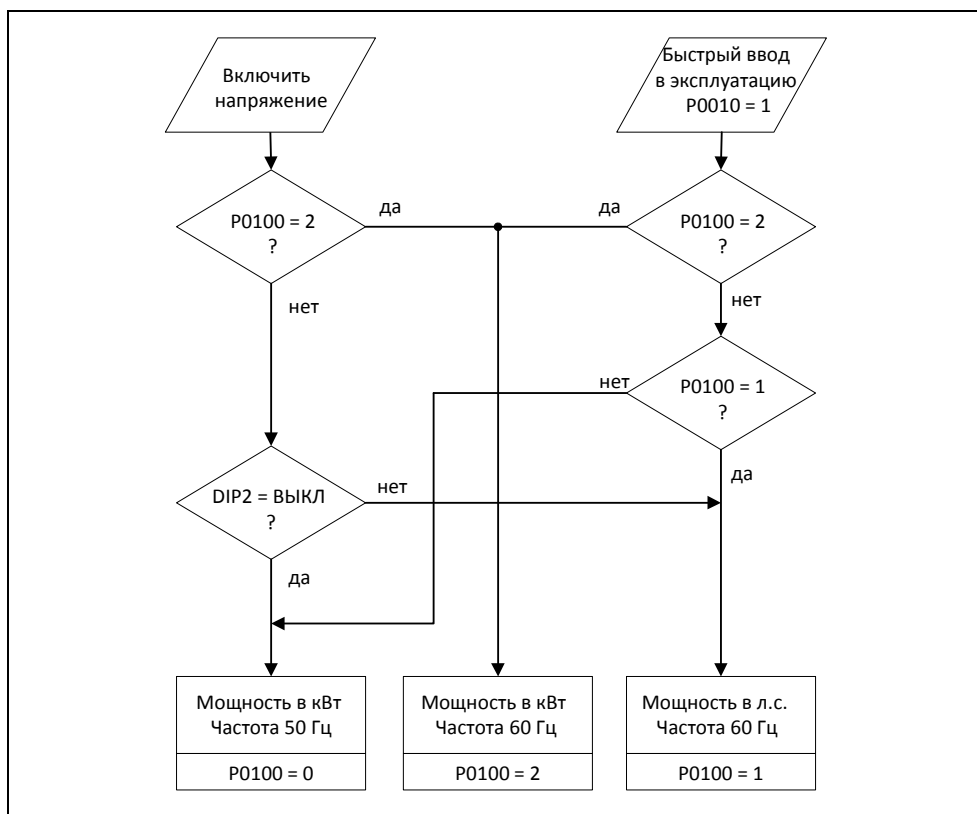 Включить
напряжение
Быстрый ввод
в эксплуатацию
P0010 = 1
P0100 = 2
?
да
да
P0100 = 2
?
нет
нет
нет
P0100 = 1
?
да
DIP2 = ВЫКЛ
?
нет
да
Мощность в кВт
Частота 50 Гц
P0100 = 0
Мощность в кВт
Частота 60 Гц
P0100 = 2
Мощность в л.с.
Частота 60 Гц
P0100 = 1